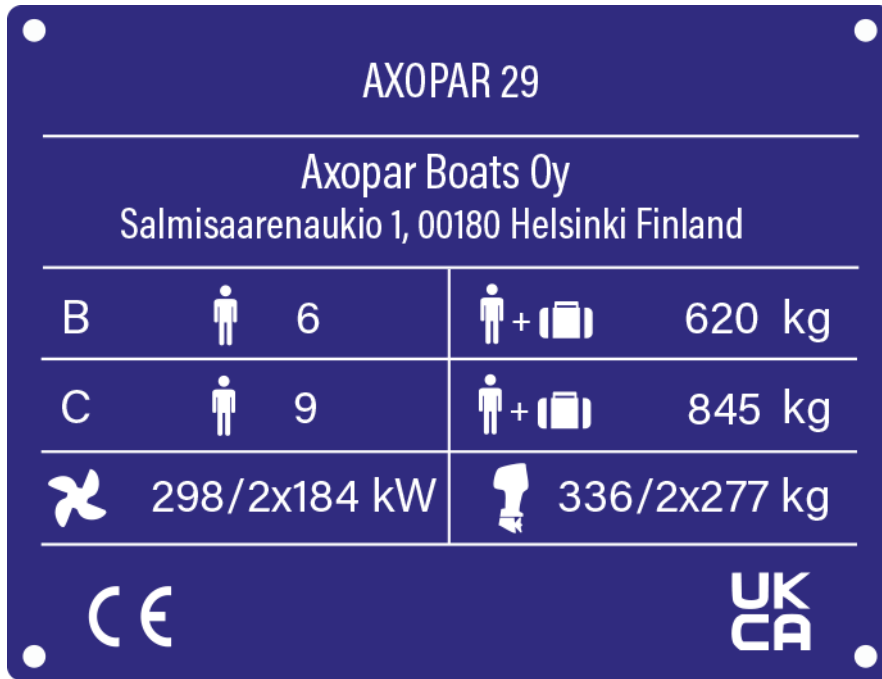 AXOPAR 29
Axopar Boats Oy
Salmisaarenaukio 1, 00180 Helsinki Finland
B 6 + 620 kg
C 9 + 845 kg
298/2x184 kW 336/2x277 kg
CE UK
CA